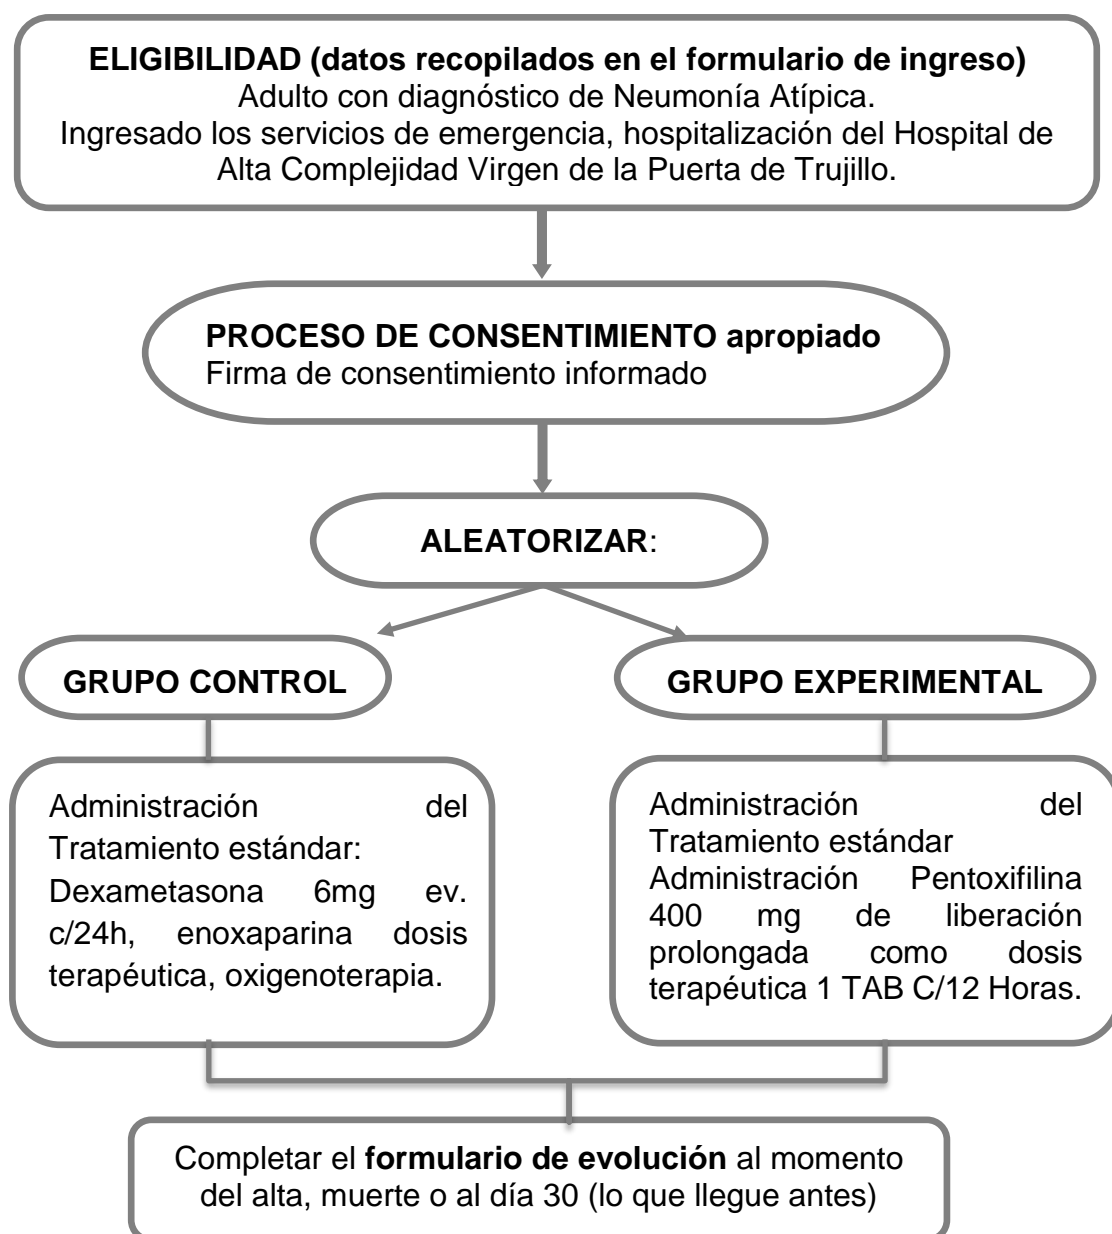 ELIGIBILIDAD (datos recopilados en el formulario de ingreso)
Adulto con diagnóstico de Neumonía Atípica.
Ingresado los servicios de emergencia, hospitalización del Hospital de
Alta Complejidad Virgen de la Puerta de Trujillo.
PROCESO DE CONSENTIMIENTO apropiado
Firma de consentimiento informado
ALEATORIZAR:
GRUPO CONTROL
Administración del
Tratamiento estándar:
Dexametasona 6mg ev.
c/24h, enoxaparina dosis
terapéutica, oxigenoterapia.
GRUPO EXPERIMENTAL
Administración del
Tratamiento estándar
Administración Pentoxifilina
400 mg de liberación
prolongada como dosis
terapéutica 1 TAB C/12 Horas.
Completar el formulario de evolución al momento
del alta, muerte o al día 30 (lo que llegue antes)